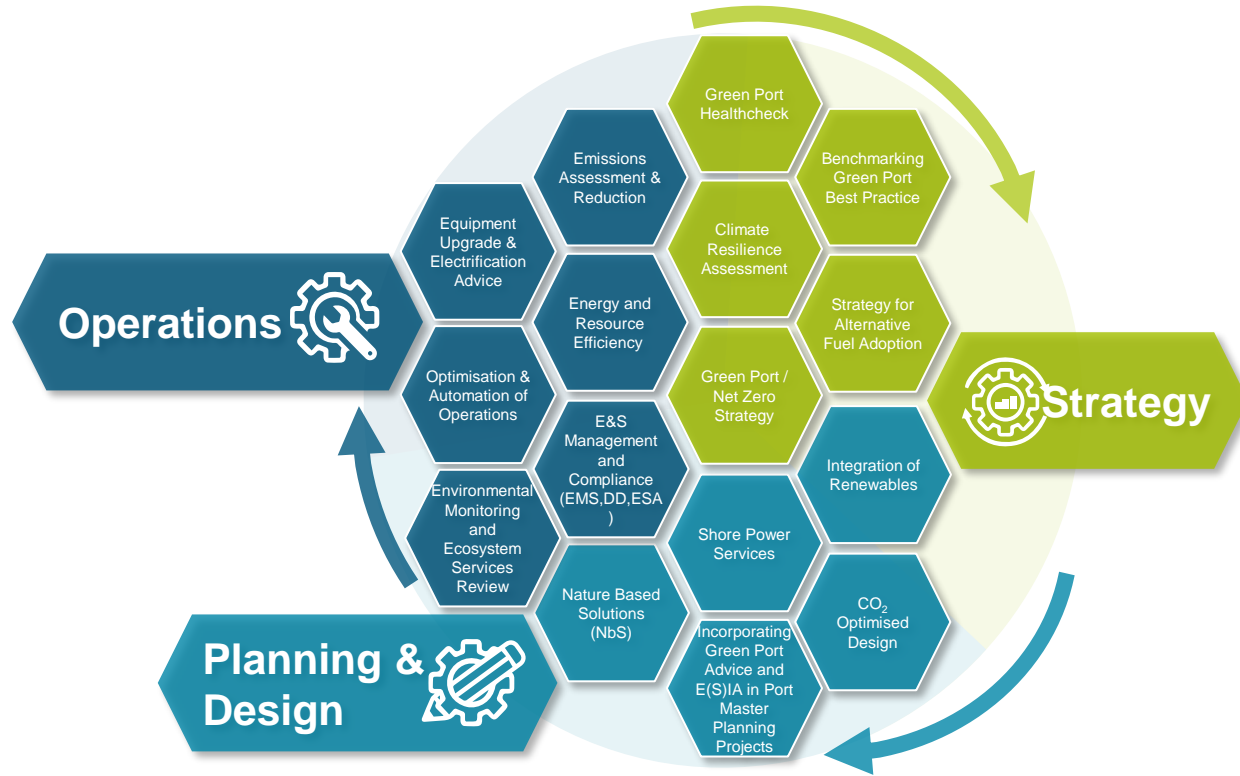 Green Port
Healthcheck
Emissions
Assessment &
Reduction
Benchmarking
Green Port
Best Practice
Equipment
Upgrade &
Electrification
Advice
Climate
Resilience
Assessment
Operations
Energy and
Resource
Efficiency
Strategy for
Alternative
Fuel Adoption
Optimisation &
Automation of
Operations
Green Port /
Net Zero
Strategy
Strategy
E&S
Management
and
Compliance
(EMS,DD,ESA
)
Integration of
Renewables
Environmental
Monitoring
and
Ecosystem
Services
Review
Shore Power
Services
Nature Based
Solutions
(NbS)
CO₂
Optimised
Design
Planning &
Design
Incorporating
Green Port
Advice and
E(S)IA in Port
Master
Planning
Projects